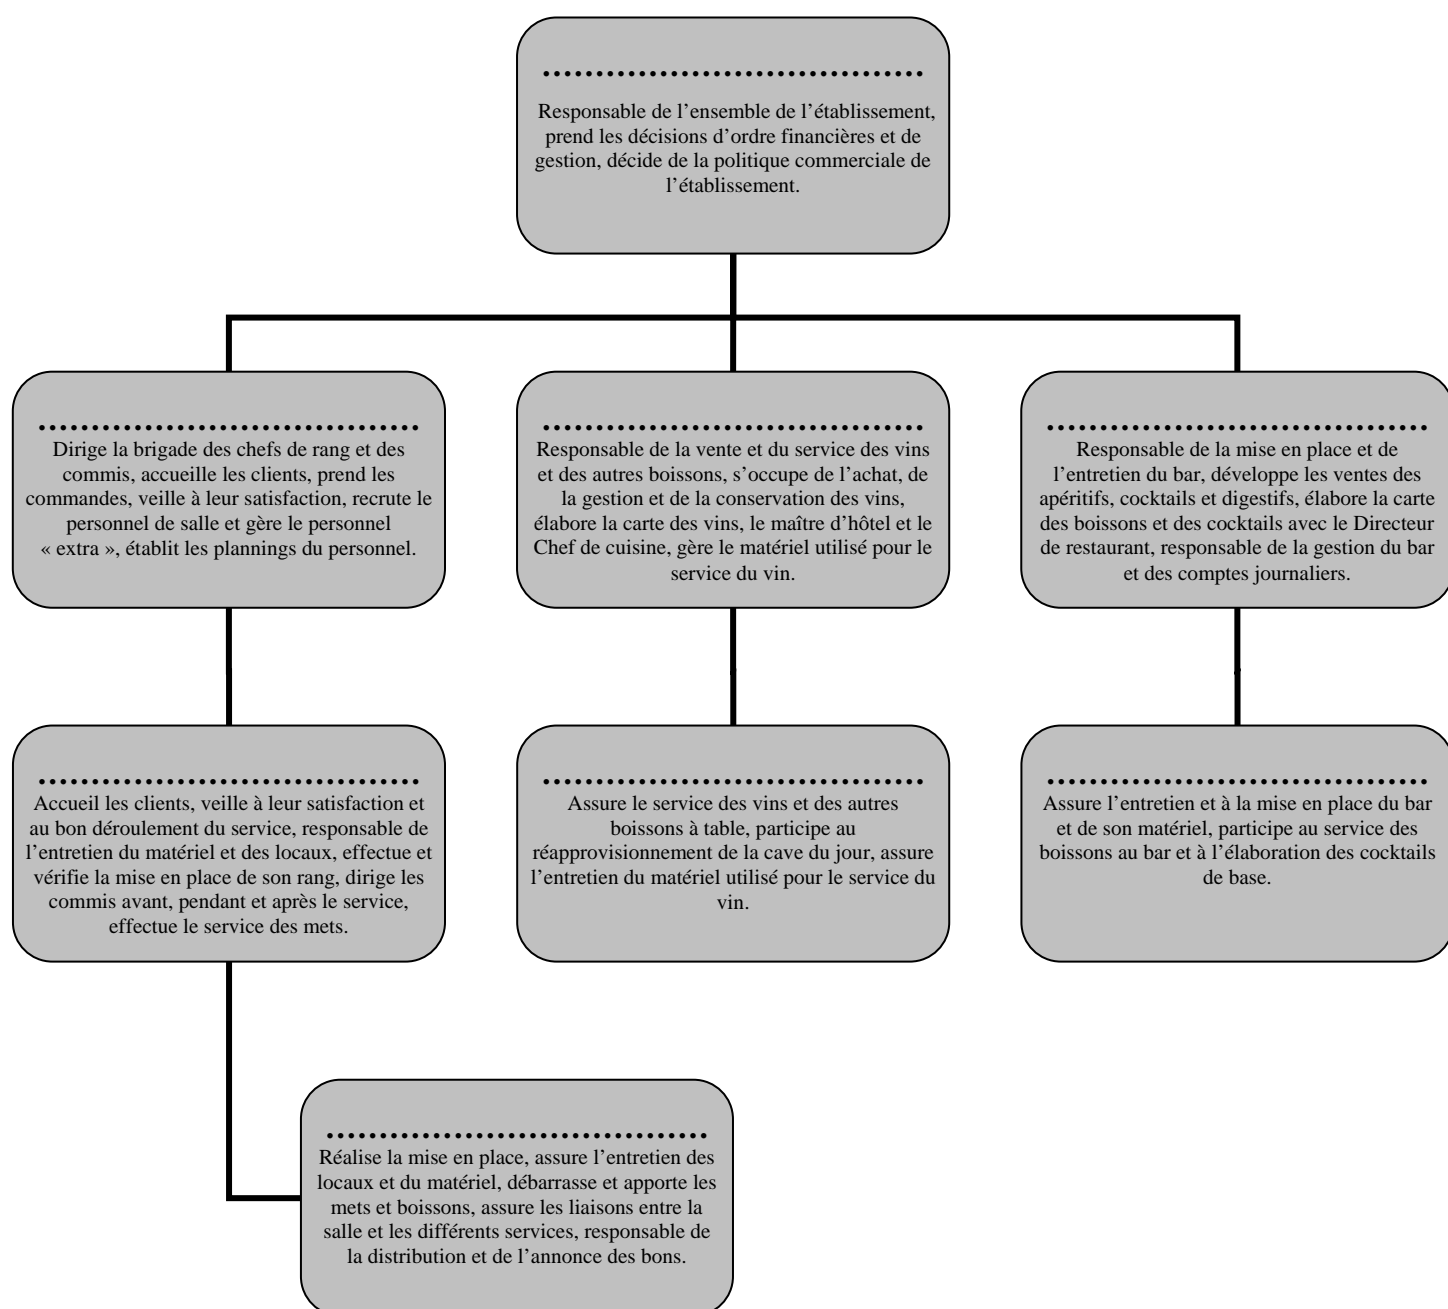 ....................................
Responsable de l’ensemble de l’établissement,
prend les décisions d’ordre financières et de
gestion, décide de la politique commerciale de
l’établissement.
....................................
Dirige la brigade des chefs de rang et des
commis, accueille les clients, prend les
commandes, veille à leur satisfaction, recrute le
personnel de salle et gère le personnel
« extra », établit les plannings du personnel.
....................................
Responsable de la vente et du service des vins
et des autres boissons, s’occupe de l’achat, de
la gestion et de la conservation des vins,
élabore la carte des vins, le maître d’hôtel et le
Chef de cuisine, gère le matériel utilisé pour le
service du vin.
....................................
Responsable de la mise en place et de
l’entretien du bar, développe les ventes des
apéritifs, cocktails et digestifs, élabore la carte
des boissons et des cocktails avec le Directeur
de restaurant, responsable de la gestion du bar
et des comptes journaliers.
....................................
Accueil les clients, veille à leur satisfaction et
au bon déroulement du service, responsable de
l’entretien du matériel et des locaux, effectue et
vérifie la mise en place de son rang, dirige les
commis avant, pendant et après le service,
effectue le service des mets.
....................................
Assure le service des vins et des autres
boissons à table, participe au
réapprovisionnement de la cave du jour, assure
l’entretien du matériel utilisé pour le service du
vin.
....................................
Assure l’entretien et à la mise en place du bar
et de son matériel, participe au service des
boissons au bar et à l’élaboration des cocktails
de base.
....................................
Réalise la mise en place, assure l’entretien des
locaux et du matériel, débarrasse et apporte les
mets et boissons, assure les liaisons entre la
salle et les différents services, responsable de
la distribution et de l’annonce des bons.